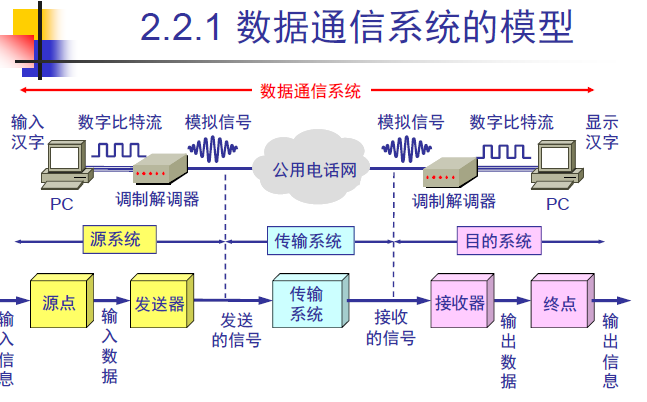 2.2.1 数据通信系统的模型
数据通信系统
输入
汉字
数字比特流
模拟信号
模拟信号
数字比特流
显示
汉字
公用电话网
PC
调制解调器
调制解调器
PC
源系统
传输系统
目的系统
源点
发送器
传输
系统
接收器
终点
输入信息
输入数据
发送
的信号
接收
的信号
输出数据
输出信息